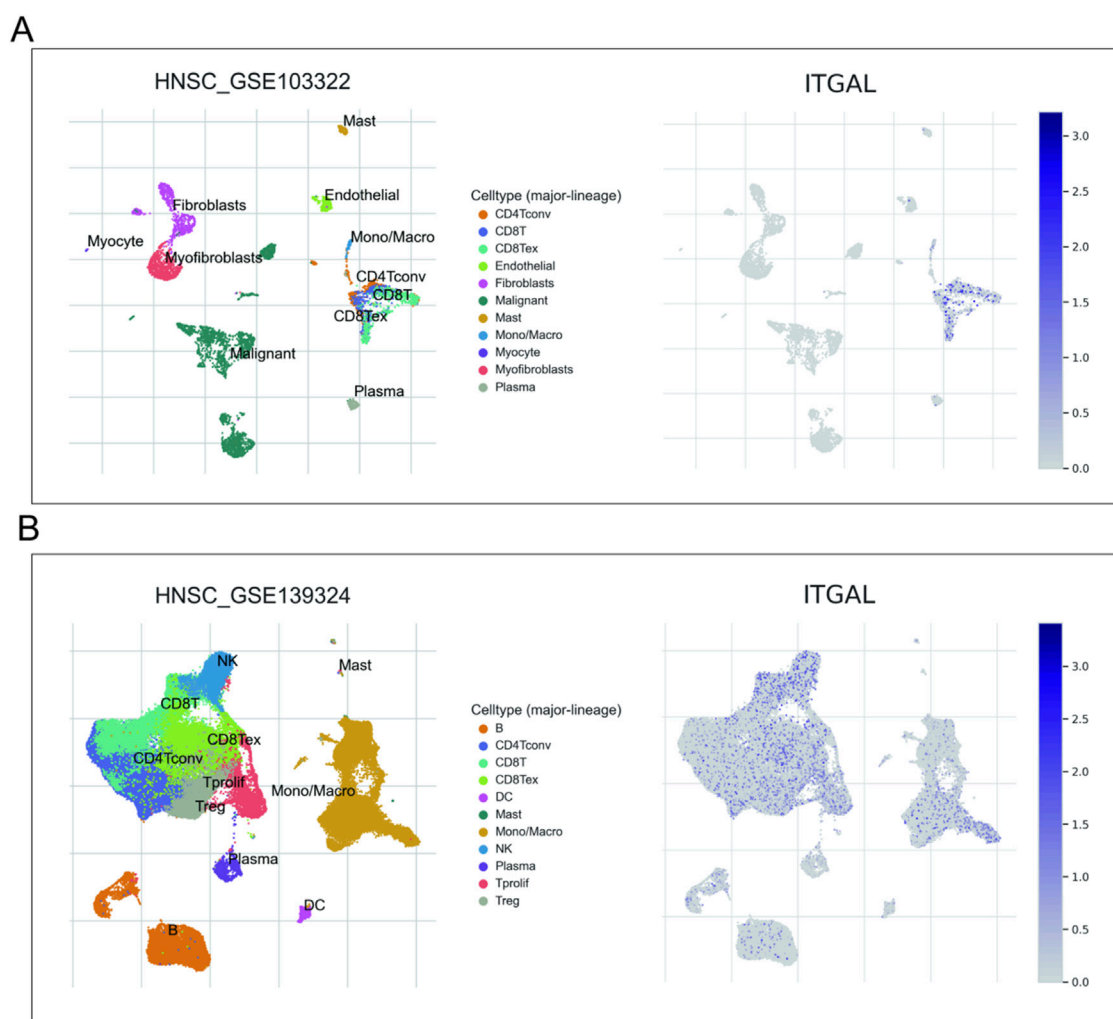 A
HNSC_GSE103322
ITGAL
Mast
Endothelial
Fibroblasts
Mono/Macro
Myocyte
Myofibroblasts
CD4Tconv
CD8T
CD8Tex
Malignant
Plasma
Celltype (major-lineage)
CD4Tconv
CD8T
CD8Tex
Endothelial
Fibroblasts
Malignant
Mast
Mono/Macro
Myocyte
Myofibroblasts
Plasma
3.0
2.5
2.0
1.5
1.0
0.5
0.0
B
HNSC_GSE139324
ITGAL
NK
Mast
CD8T
CD8Tex
CD4Tconv
Tprolif
Mono/Macro
Treg
Plasma
DC
B
Celltype (major-lineage)
B
CD4Tconv
CD8T
CD8Tex
DC
Mast
Mono/Macro
NK
Plasma
Tprolif
Treg
3.0
2.5
2.0
1.5
1.0
0.5
0.0